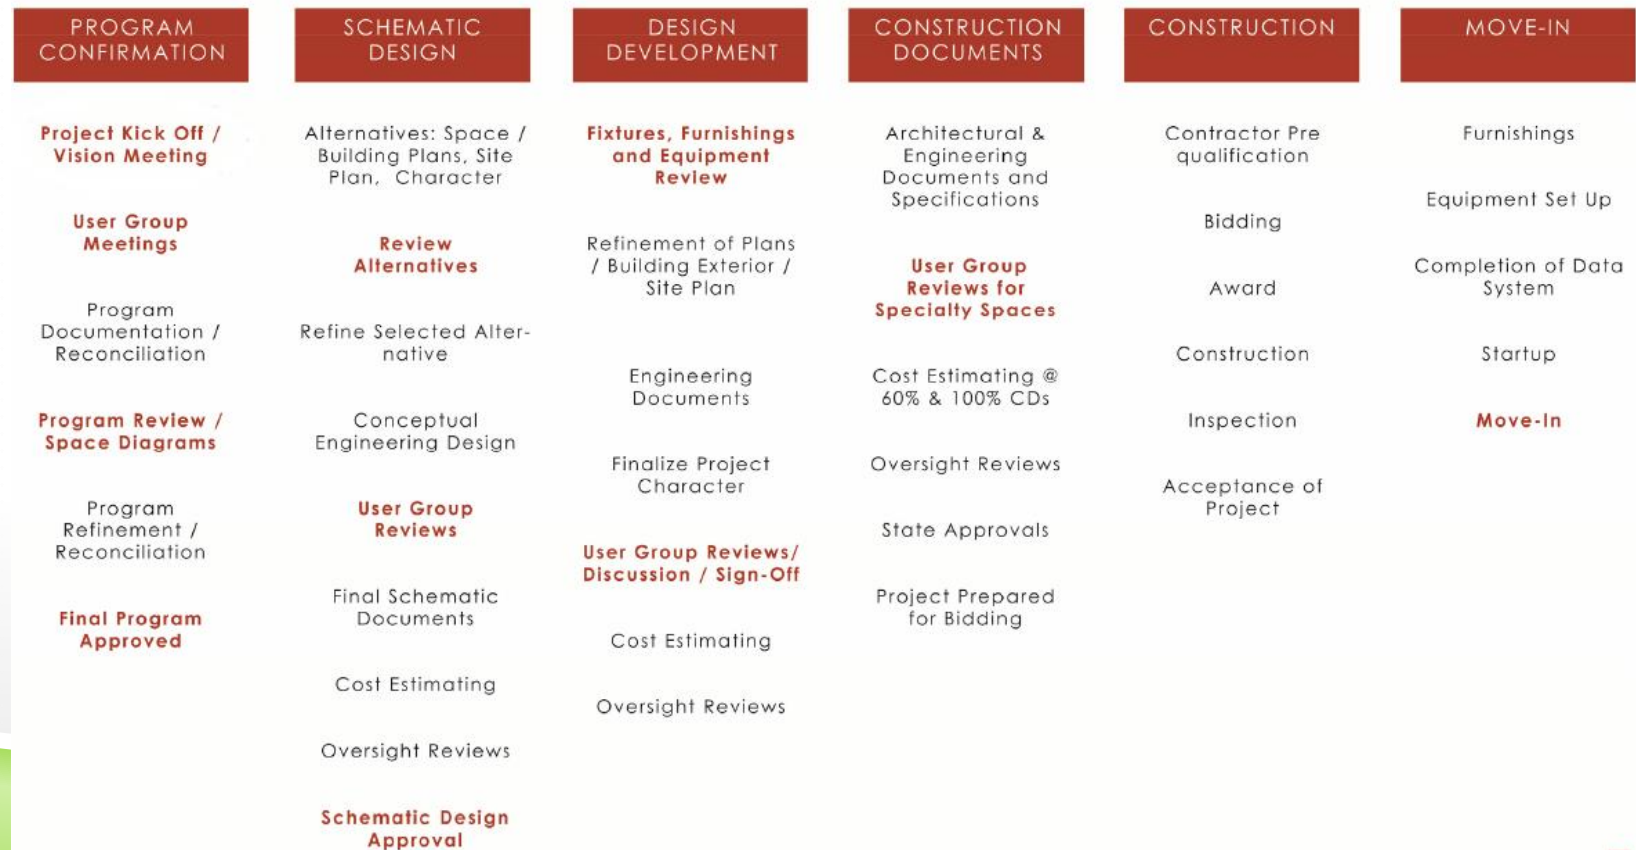 PROGRAM
CONFIRMATION
Project Kick Off /
Vision Meeting
User Group
Meetings
Program
Documentation /
Reconciliation
Program Review /
Space Diagrams
Program
Refinement /
Reconciliation
Final Program
Approved
SCHEMATIC
DESIGN
Alternatives: Space /
Building Plans, Site
Plan, Character
Review
Alternatives
Refine Selected Alter-
native
Conceptual
Engineering Design
User Group
Reviews
Final Schematic
Documents
Cost Estimating
Oversight Reviews
Schematic Design
Approval
DESIGN
DEVELOPMENT
Fixtures, Furnishings
and Equipment
Review
Refinement of Plans
/ Building Exterior /
Site Plan
Engineering
Documents
Finalize Project
Character
User Group Reviews/
Discussion / Sign-Off
Cost Estimating
Oversight Reviews
CONSTRUCTION
DOCUMENTS
Architectural &
Engineering
Documents and
Specifications
User Group
Reviews for
Specialty Spaces
Cost Estimating @
60% & 100% CDs
Oversight Reviews
State Approvals
Project Prepared
for Bidding
CONSTRUCTION
Contractor Pre
qualification
Bidding
Award
Construction
Inspection
Acceptance of
Project
MOVE-IN
Furnishings
Equipment Set Up
Completion of Data
System
Startup
Move-In